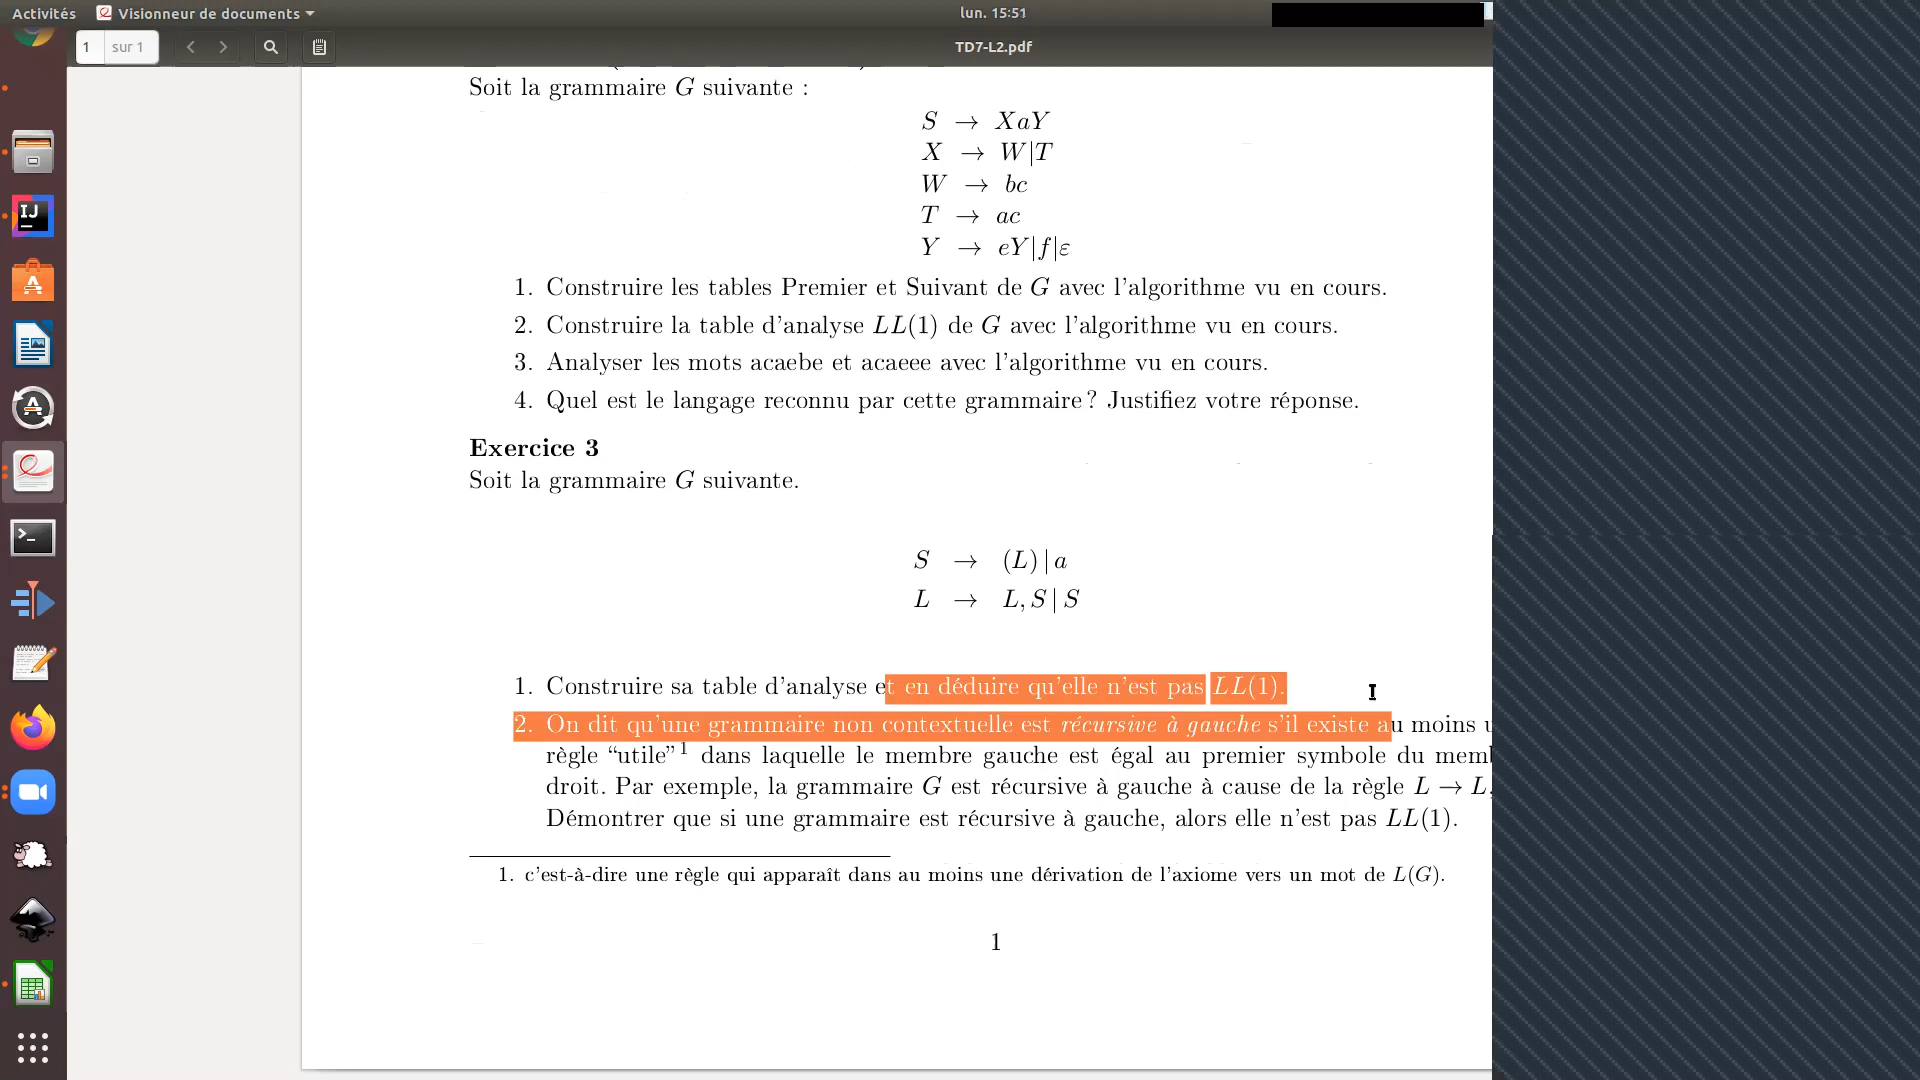 Activités
Visionneur de documents
lun. 15:51
1 sur 1
TD7-L2.pdf
Soit la grammaire G suivante :
S → XaY
X → W|T
W → bc
T → ac
Y → eY|f|ε
1. Construire les tables Premier et Suivant de G avec l'algorithme vu en cours.
2. Construire la table d'analyse LL(1) de G avec l'algorithme vu en cours.
3. Analyser les mots acaebe et acaeee avec l'algorithme vu en cours.
4. Quel est le langage reconnu par cette grammaire ? Justifiez votre réponse.
Exercice 3
Soit la grammaire G suivante.
S → (L) | a
L → L, S | S
1. Construire sa table d'analyse et en déduire qu'elle n'est pas LL(1).
2. On dit qu'une grammaire non contextuelle est récursive à gauche s'il existe au moins u
règle “utile”1 dans laquelle le membre gauche est égal au premier symbole du mem
droit. Par exemple, la grammaire G est récursive à gauche à cause de la règle L → L,
Démontrer que si une grammaire est récursive à gauche, alors elle n'est pas LL(1).
1. c'est-à-dire une règle qui apparaît dans au moins une dérivation de l'axiome vers un mot de L(G).
1
IJ